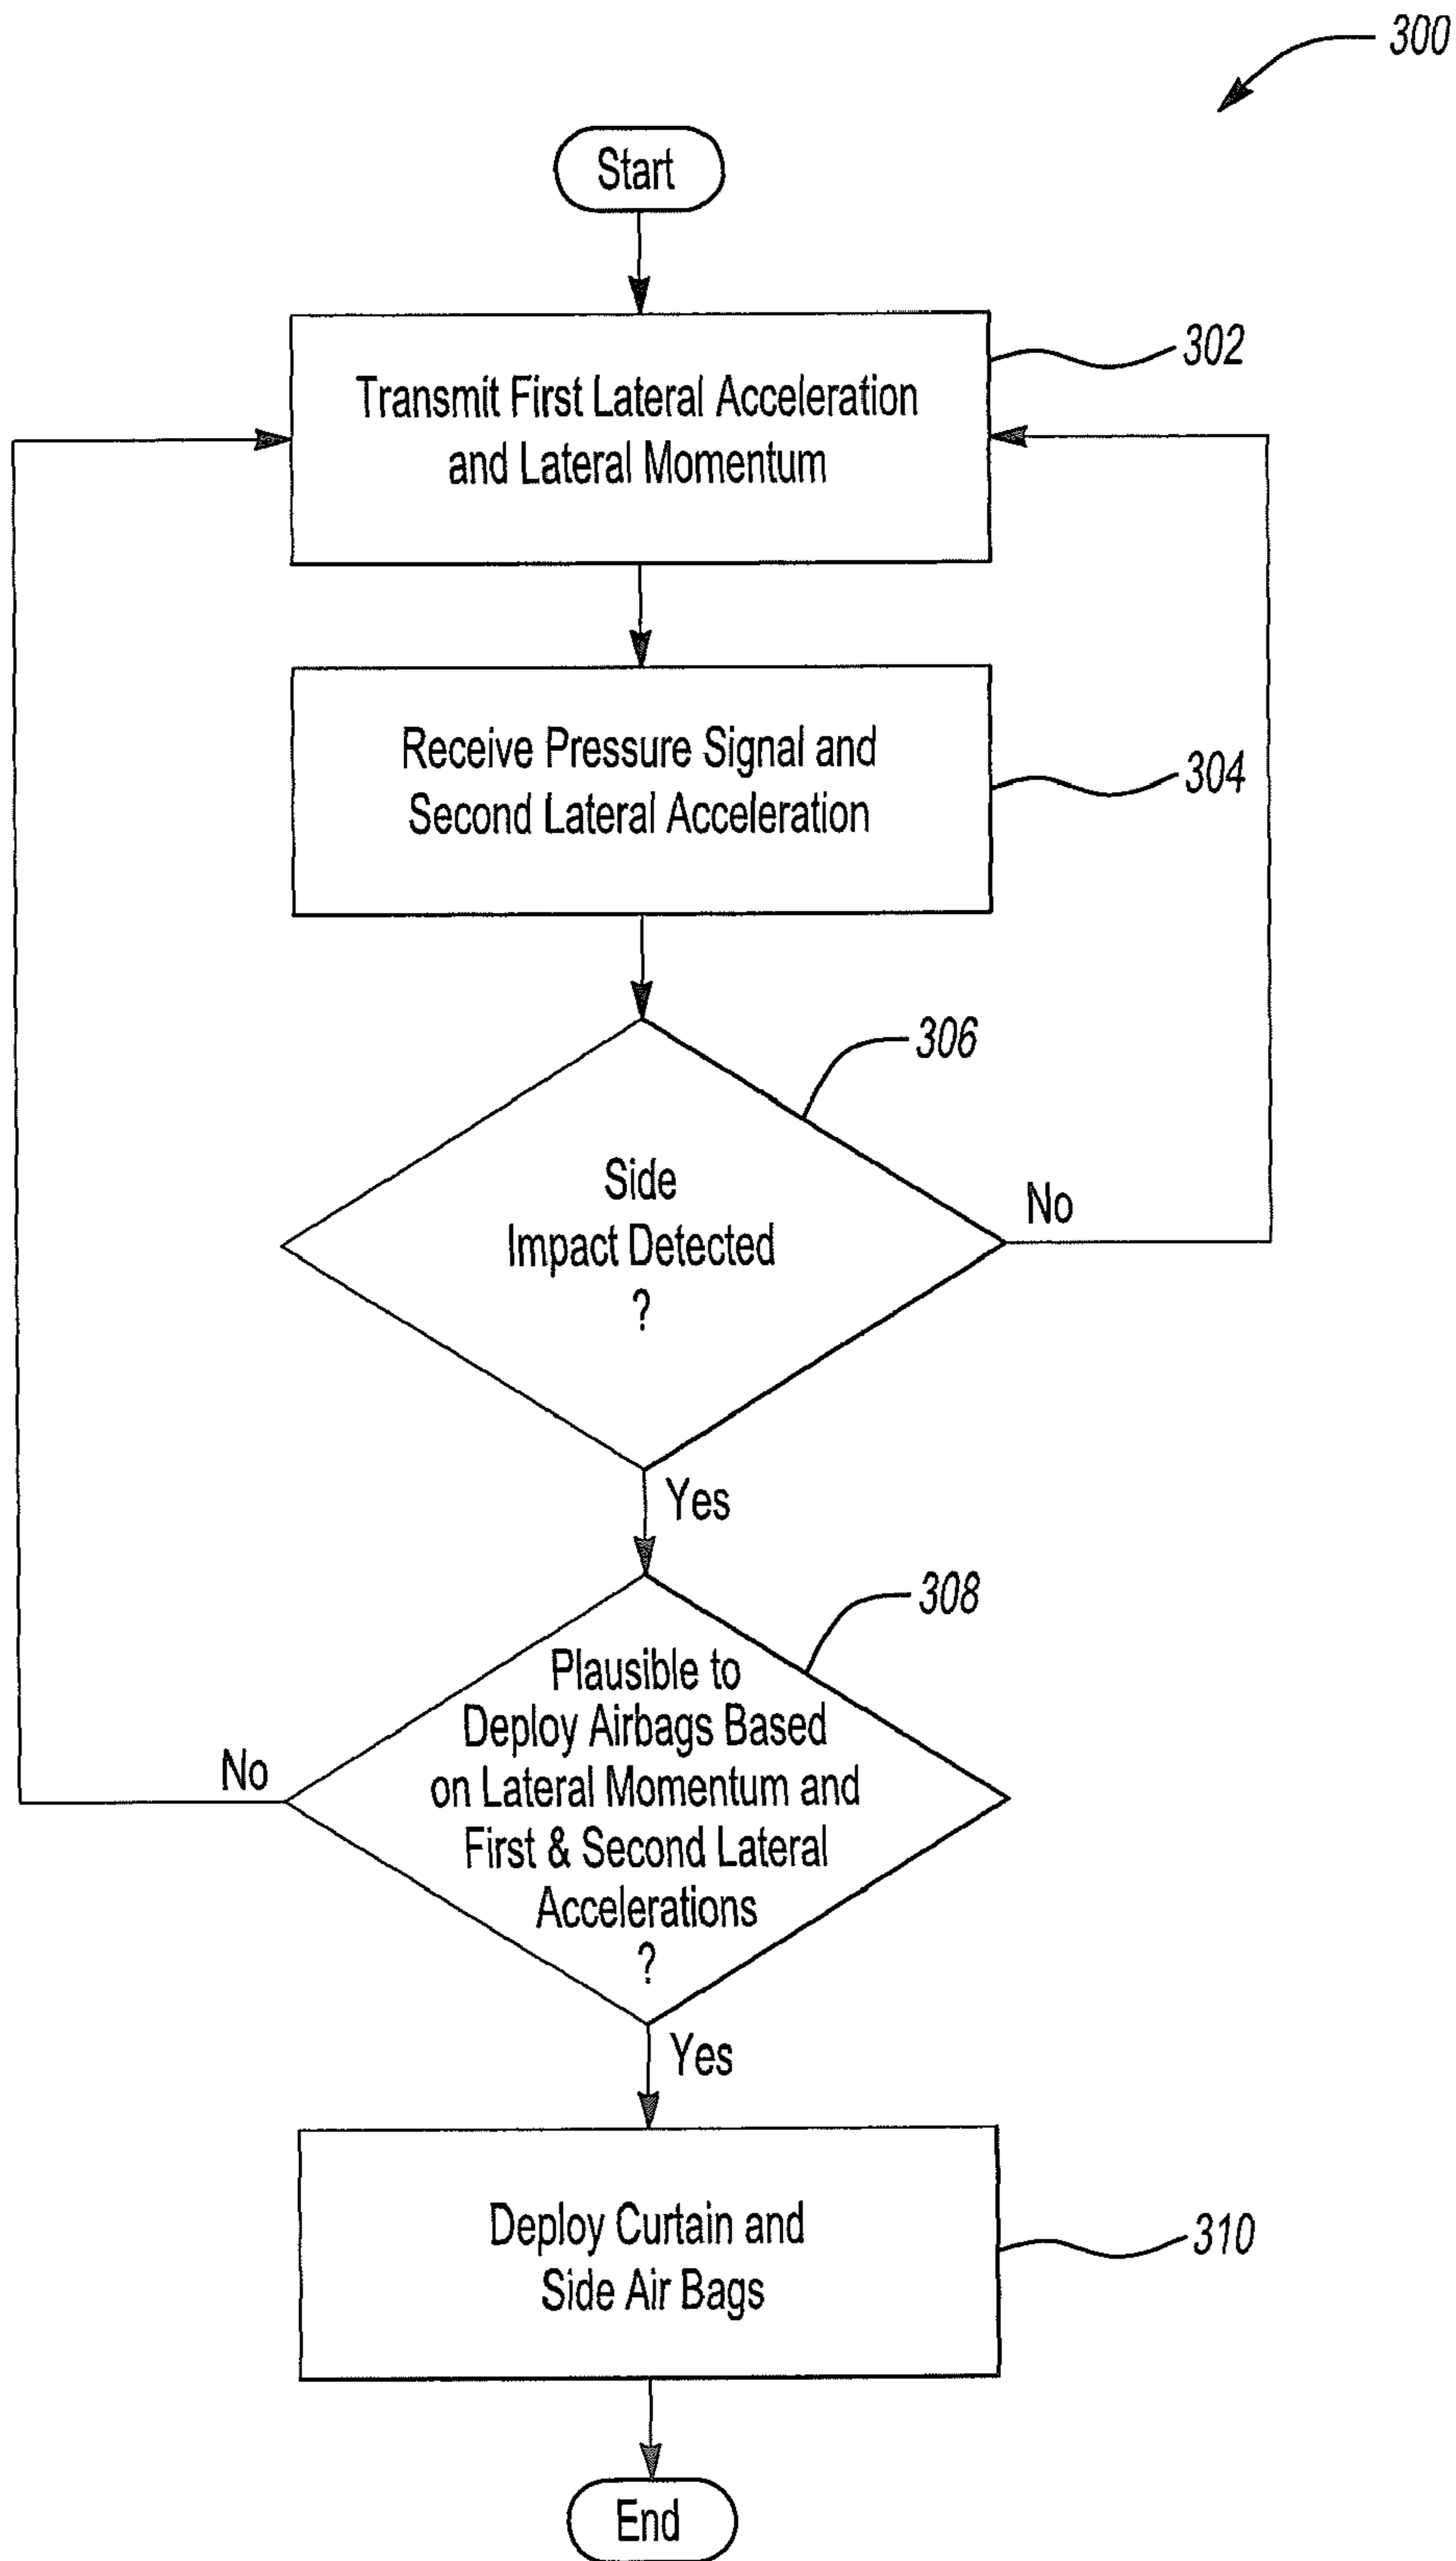 300
Start
Transmit First Lateral Acceleration
and Lateral Momentum
302
Receive Pressure Signal and
Second Lateral Acceleration
304
306
Side
Impact Detected
?
No
Yes
308
Plausible to
Deploy Airbags Based
on Lateral Momentum and
First & Second Lateral
Accelerations
?
No
Yes
Deploy Curtain and
Side Air Bags
310
End